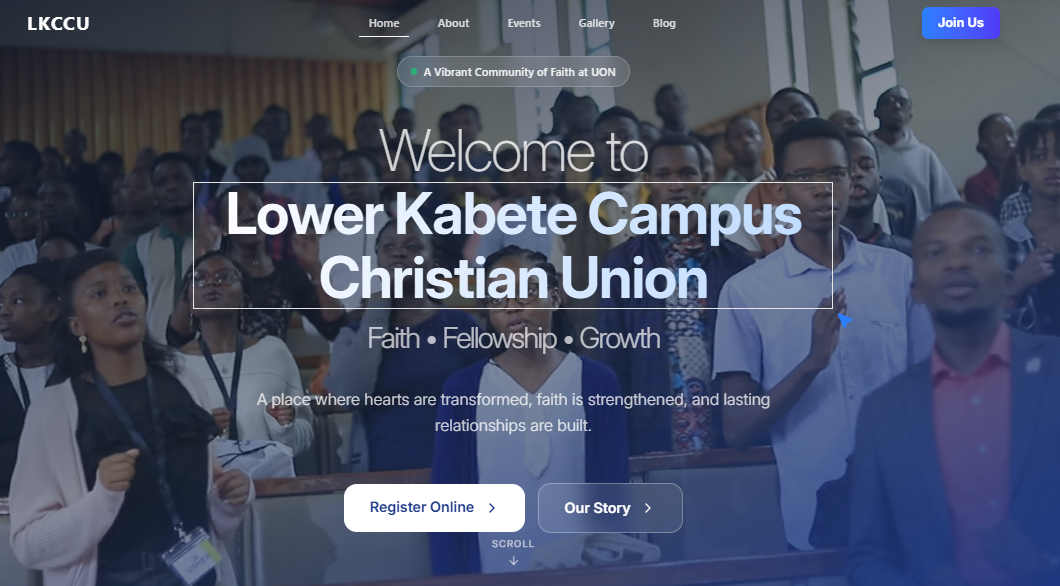 LKCCU
Home About Events Gallery Blog
Join Us
A Vibrant Community of Faith at UON
Welcome to
Lower Kabete Campus
Christian Union
Faith • Fellowship • Growth
A place where hearts are transformed, faith is strengthened, and lasting
relationships are built.
Register Online
Our Story
SCROLL
USHER